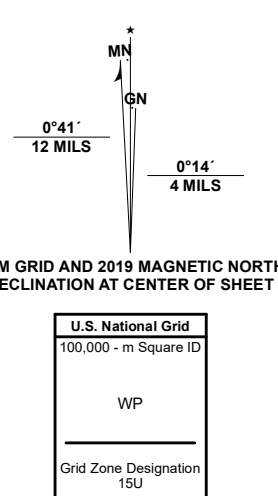 MN
GN
0°41´
12 MILS
0°14´
4 MILS
M GRID AND 2019 MAGNETIC NORTH
ECLINATION AT CENTER OF SHEET
U.S. National Grid
100,000 - m Square ID
WP
Grid Zone Designation
15U